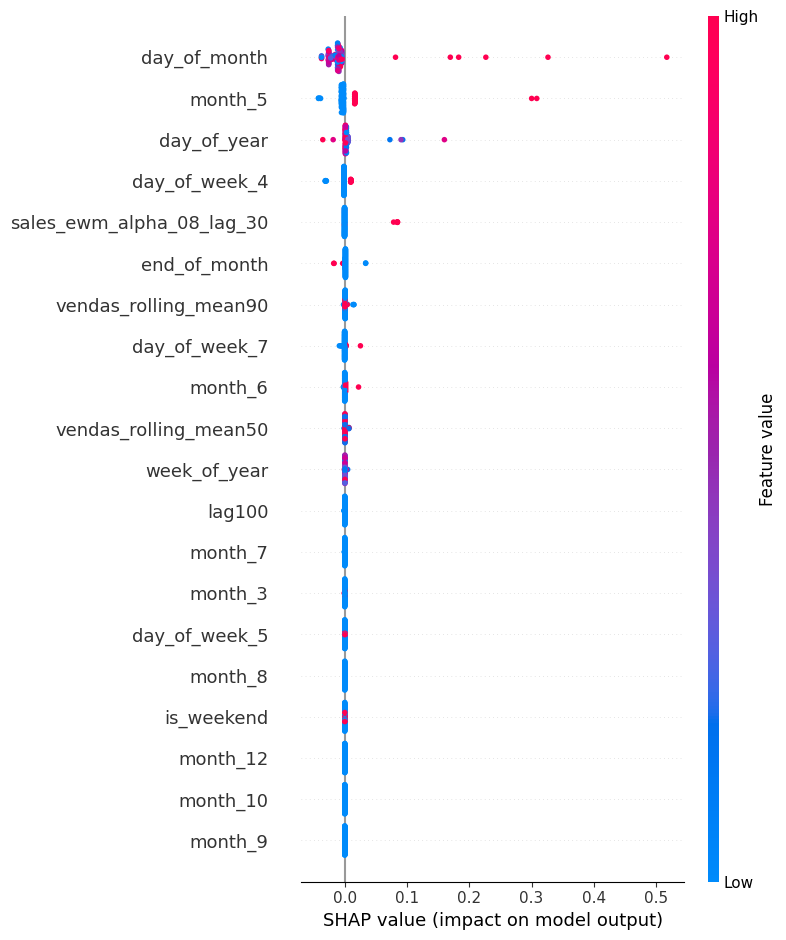 High
day_of_month
month_5
day_of_year
day_of_week_4
sales_ewm_alpha_08_lag_30
end_of_month
vendas_rolling_mean90
day_of_week_7
month_6
vendas_rolling_mean50
week_of_year
lag100
month_7
month_3
day_of_week_5
month_8
is_weekend
month_12
month_10
month_9
Feature value
Low
0.0 0.1 0.2 0.3 0.4 0.5
SHAP value (impact on model output)